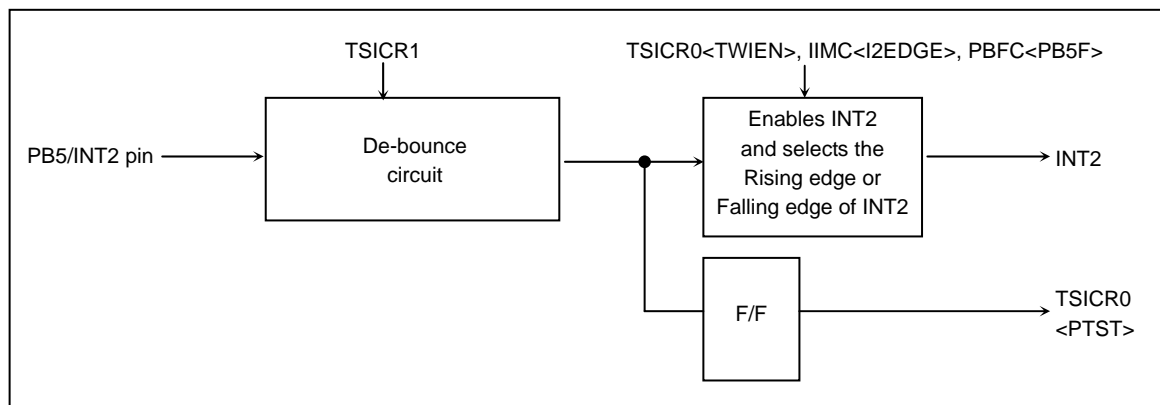 TSICR1
TSICR0<TWIEN>, IIMC<I2EDGE>, PBFC<PB5F>
PB5/INT2 pin
De-bounce
circuit
Enables INT2
and selects the
Rising edge or
Falling edge of INT2
INT2
F/F
TSICR0
<PTST>